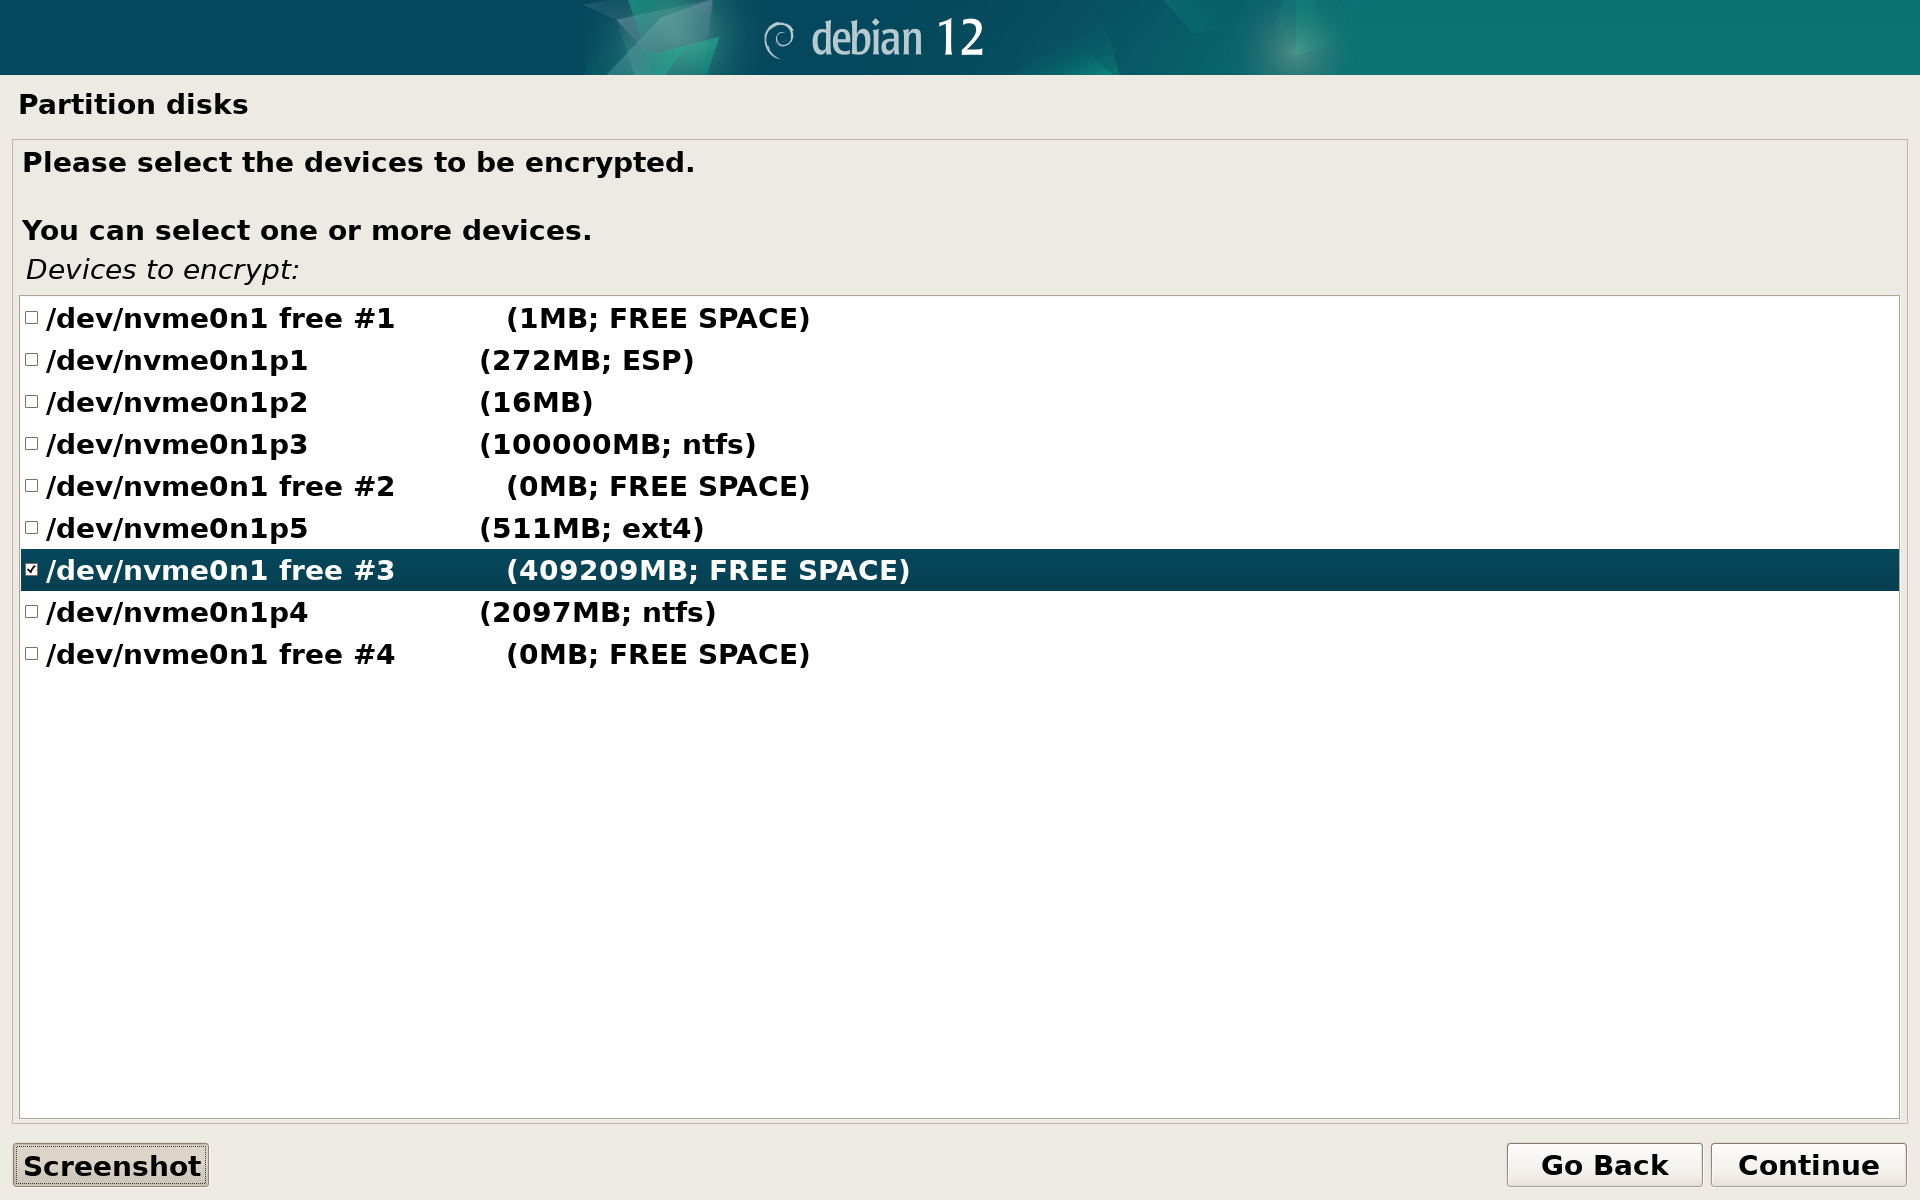 debian 12
Partition disks
Please select the devices to be encrypted.
You can select one or more devices.
Devices to encrypt:
/dev/nvme0n1 free #1 (1MB; FREE SPACE)
/dev/nvme0n1p1 (272MB; ESP)
/dev/nvme0n1p2 (16MB)
/dev/nvme0n1p3 (100000MB; ntfs)
/dev/nvme0n1 free #2 (0MB; FREE SPACE)
/dev/nvme0n1p5 (511MB; ext4)
/dev/nvme0n1 free #3 (409209MB; FREE SPACE)
/dev/nvme0n1p4 (2097MB; ntfs)
/dev/nvme0n1 free #4 (0MB; FREE SPACE)
Screenshot Go Back Continue